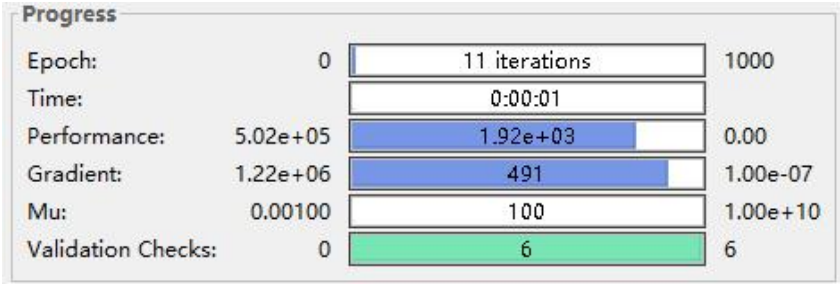 Progress
Epoch: 0 11 iterations 1000
Time: 0:00:01
Performance: 5.02e+05 1.92e+03 0.00
Gradient: 1.22e+06 491 1.00e-07
Mu: 0.00100 100 1.00e+10
Validation Checks: 0 6 6